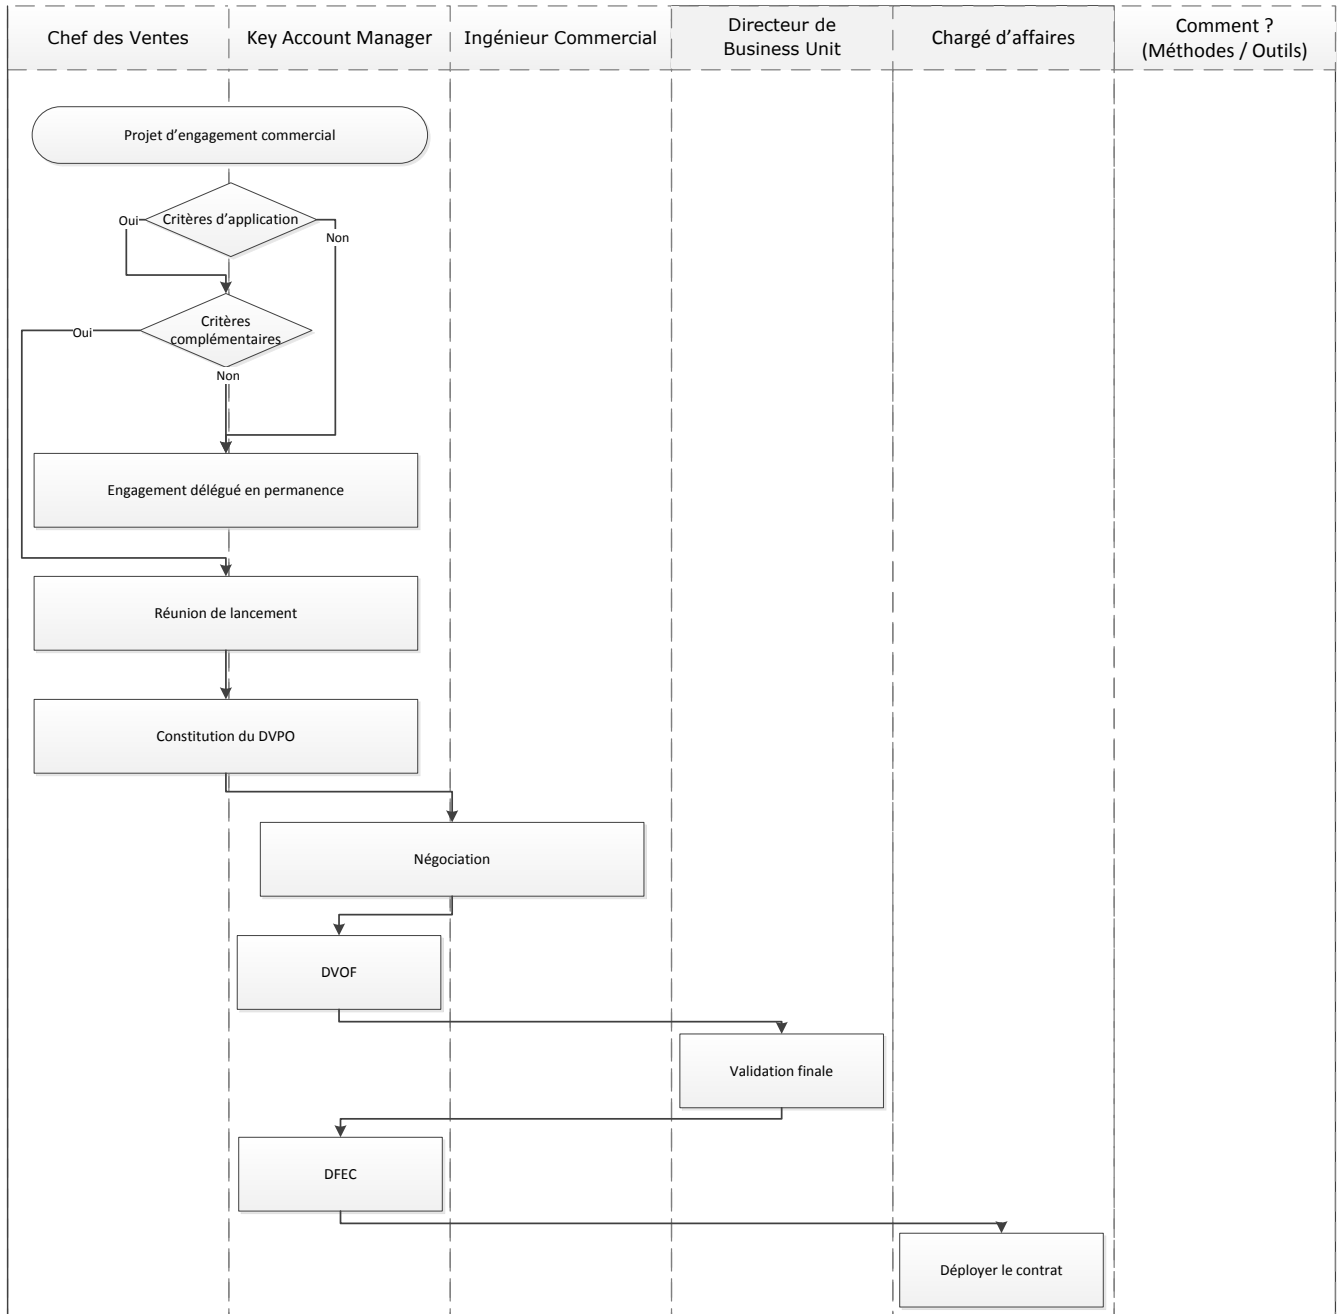 Chef des Ventes
Key Account Manager
Ingénieur Commercial
Directeur de
Business Unit
Chargé d’affaires
Comment ?
(Méthodes / Outils)
Projet d’engagement commercial
Critères d’application
Oui
Non
Critères
complémentaires
Oui
Non
Engagement délégué en permanence
Réunion de lancement
Constitution du DVPO
Négociation
DVOF
Validation finale
DFEC
Déployer le contrat